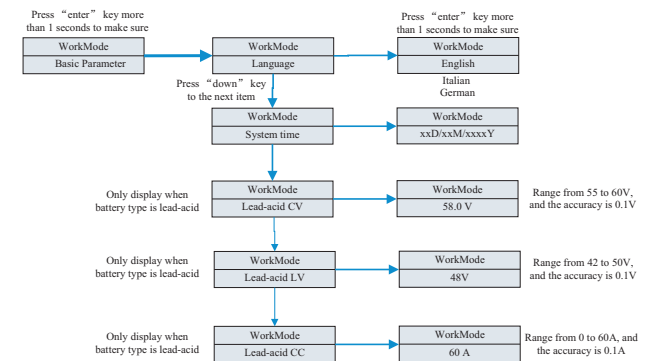 Press “enter” key more
than 1 seconds to make sure
Press “enter” key more
than 1 seconds to make sure
WorkMode
Basic Parameter
WorkMode
Language
WorkMode
English
Italian
German
Press “down” key
to the next item
WorkMode
System time
WorkMode
xxD/xxM/xxxxY
Only display when
battery type is lead-acid
WorkMode
Lead-acid CV
WorkMode
58.0 V
Range from 55 to 60V,
and the accuracy is 0.1V
Only display when
battery type is lead-acid
WorkMode
Lead-acid LV
WorkMode
48V
Range from 42 to 50V,
and the accuracy is 0.1V
Only display when
battery type is lead-acid
WorkMode
Lead-acid CC
WorkMode
60 A
Range from 0 to 60A, and
the accuracy is 0.1A